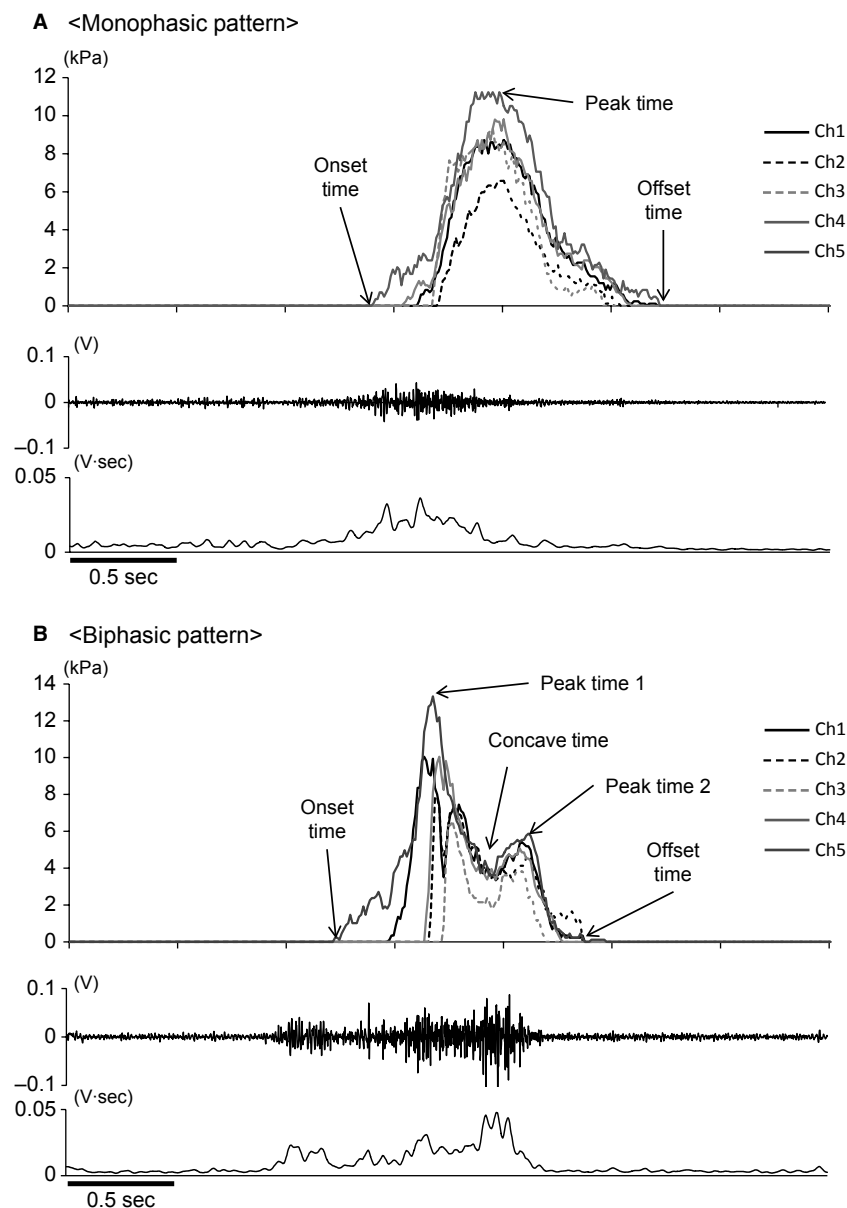 A <Monophasic pattern>
(kPa)
12
10
8
6
4
2
0
Onset
time
Peak time
Offset
time
Ch1
Ch2
Ch3
Ch4
Ch5
(V)
0.1
0
–0.1
(V·sec)
0.05
0
0.5 sec
B <Biphasic pattern>
(kPa)
14
12
10
8
6
4
2
0
Onset
time
Peak time 1
Concave time
Peak time 2
Offset
time
Ch1
Ch2
Ch3
Ch4
Ch5
(V)
0.1
0
–0.1
(V·sec)
0.05
0
0.5 sec